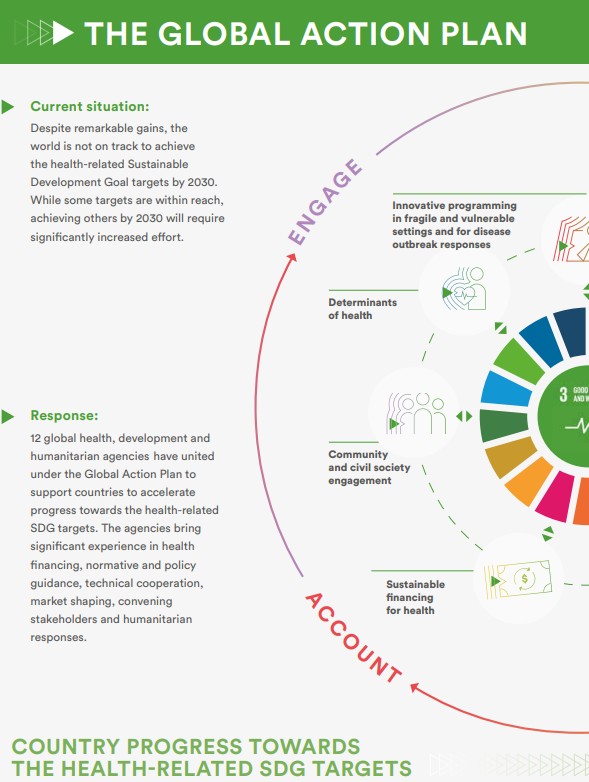 THE GLOBAL ACTION PLAN
Current situation:
Despite remarkable gains, the
world is not on track to achieve
the health-related Sustainable
Development Goal targets by 2030.
While some targets are within reach,
achieving others by 2030 will require
significantly increased effort.
ENGAGE
Innovative programming
in fragile and vulnerable
settings and for disease
outbreak responses
Determinants
of health
3 GOOD
Community
and civil society
engagement
Response:
12 global health, development and
humanitarian agencies have united
under the Global Action Plan to
support countries to accelerate
progress towards the health-related
SDG targets. The agencies bring
significant experience in health
financing, normative and policy
guidance, technical cooperation,
market shaping, convening
stakeholders and humanitarian
responses.
$
Sustainable
financing
for health
ACCOUNT
COUNTRY PROGRESS TOWARDS
THE HEALTH-RELATED SDG TARGETS